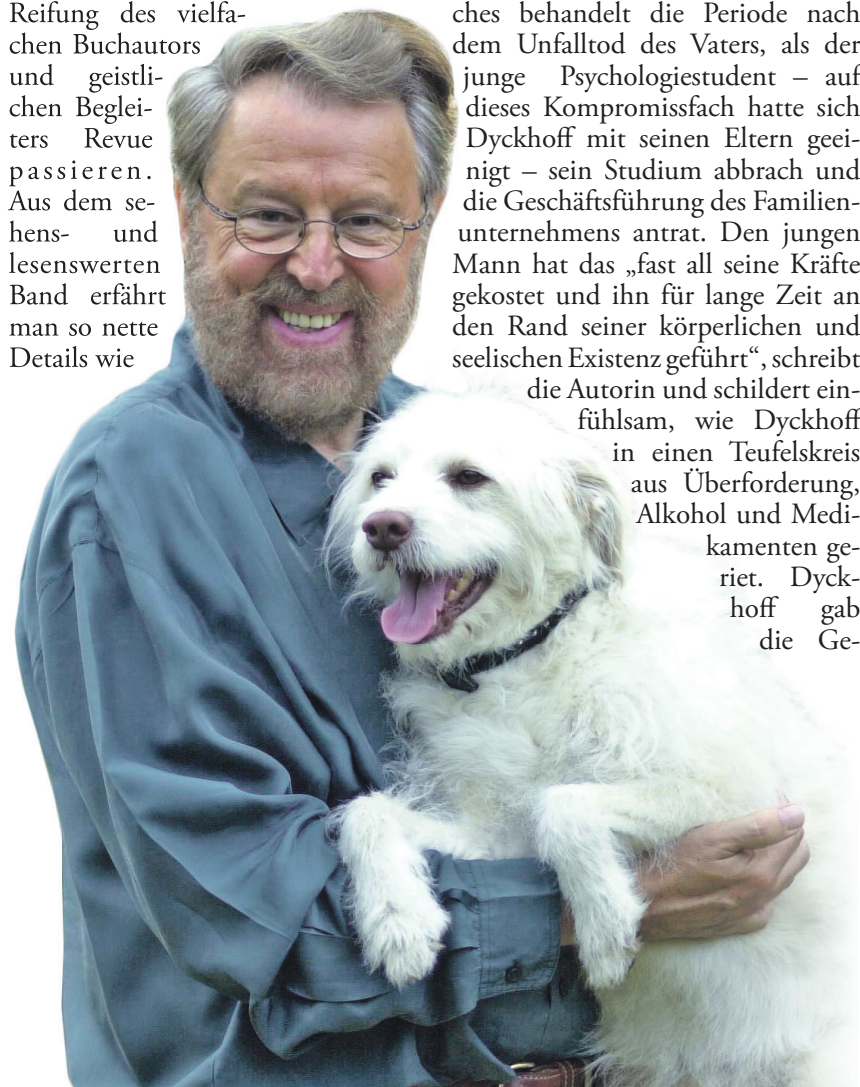 Reifung des vielfa-
chen Buchautors
und geistli-
chen Beglei-
ters Revue
passieren.
Aus dem se-
hens- und
lesenswerten
Band erfährt
man so nette
Details wie
ches behandelt die Periode nach
dem Unfalltod des Vaters, als der
junge Psychologiestudent – auf
dieses Kompromissfach hatte sich
Dyckhoff mit seinen Eltern geei-
nigt – sein Studium abbrach und
die Geschäftsführung des Familien-
unternehmens antrat. Den jungen
Mann hat das „fast all seine Kräfte
gekostet und ihn für lange Zeit an
den Rand seiner körperlichen und
seelischen Existenz geführt“, schreibt
die Autorin und schildert ein-
fühlsam, wie Dyckhoff
in einen Teufelskreis
aus Überforderung,
Alkohol und Medi-
kamenten ge-
riet. Dyck-
hoff gab
die Ge-